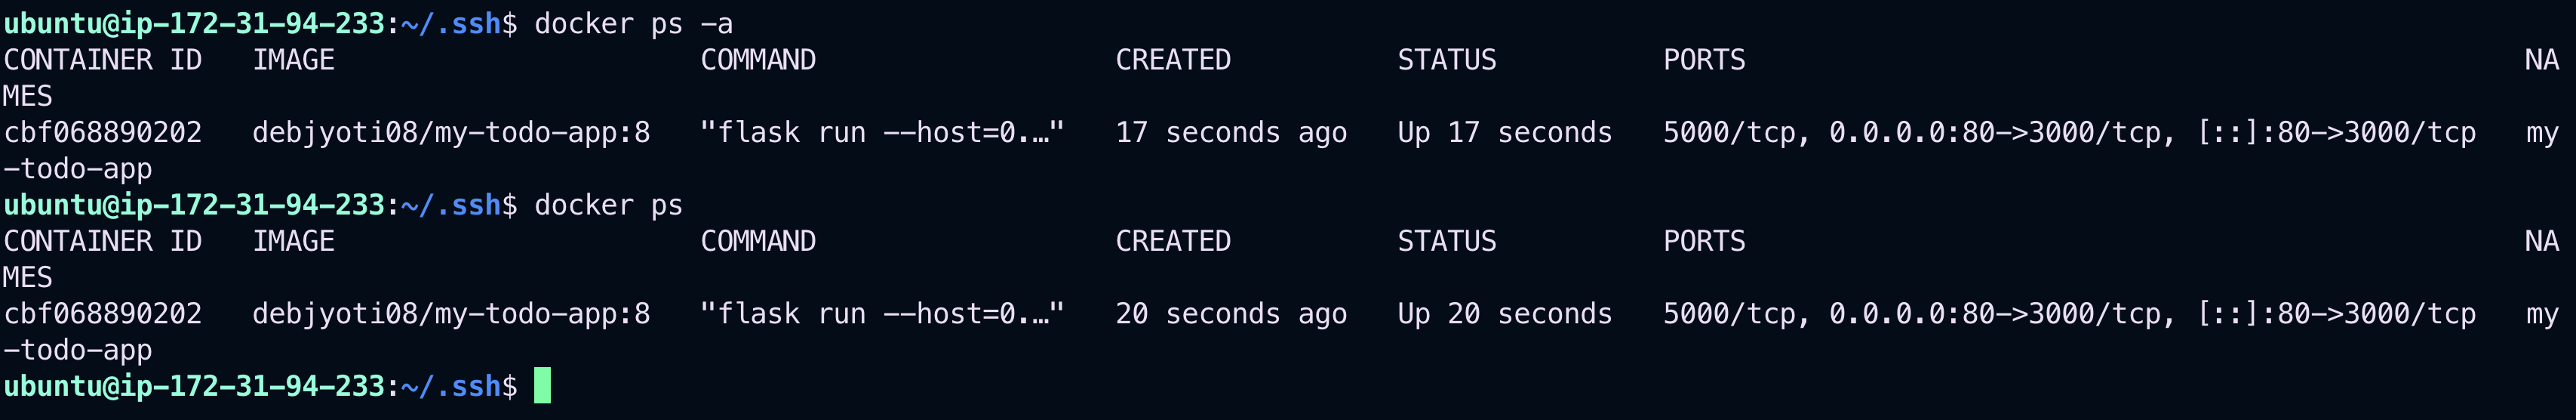 ubuntu@ip-172-31-94-233:~/.ssh$ docker ps -a
CONTAINER ID   IMAGE                      COMMAND                  CREATED          STATUS          PORTS                                               NA
MES
cbf068890202   debjyoti08/my-todo-app:8   "flask run --host=0.…"   17 seconds ago   Up 17 seconds   5000/tcp, 0.0.0.0:80->3000/tcp, [::]:80->3000/tcp   my
-todo-app
ubuntu@ip-172-31-94-233:~/.ssh$ docker ps
CONTAINER ID   IMAGE                      COMMAND                  CREATED          STATUS          PORTS                                               NA
MES
cbf068890202   debjyoti08/my-todo-app:8   "flask run --host=0.…"   20 seconds ago   Up 20 seconds   5000/tcp, 0.0.0.0:80->3000/tcp, [::]:80->3000/tcp   my
-todo-app
ubuntu@ip-172-31-94-233:~/.ssh$